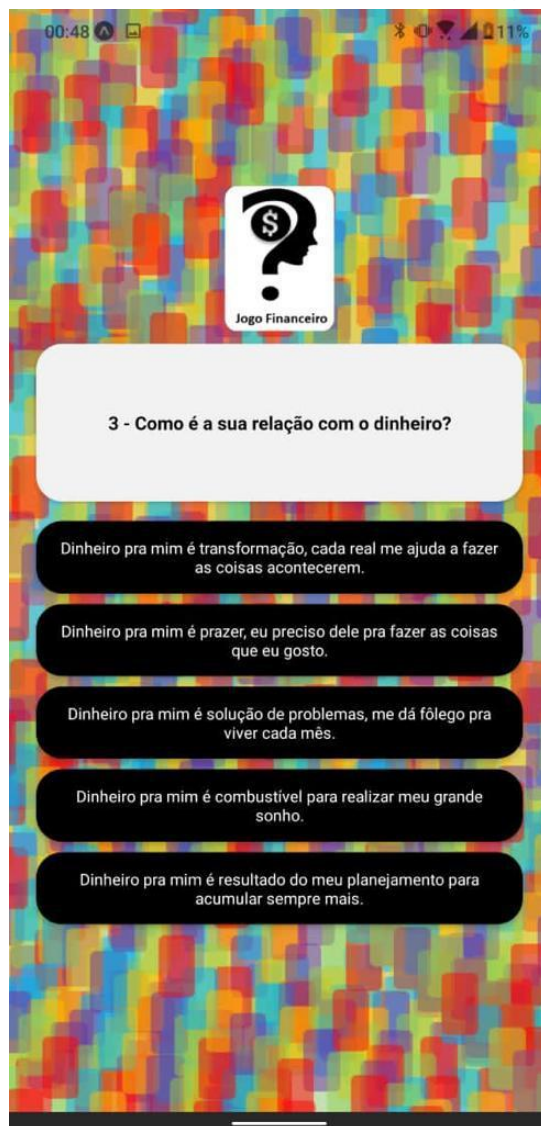 00:48
11%
$
Jogo Financeiro
3 - Como é a sua relação com o dinheiro?
Dinheiro pra mim é transformação, cada real me ajuda a fazer
as coisas acontecerem.
Dinheiro pra mim é prazer, eu preciso dele pra fazer as coisas
que eu gosto.
Dinheiro pra mim é solução de problemas, me dá fôlego pra
viver cada mês.
Dinheiro pra mim é combustível para realizar meu grande
sonho.
Dinheiro pra mim é resultado do meu planejamento para
acumular sempre mais.